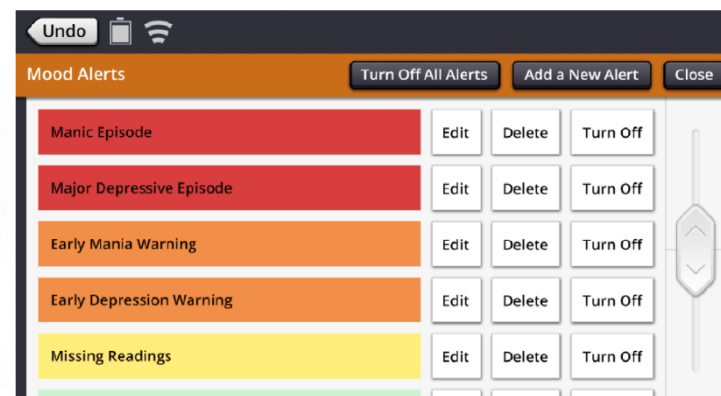 Undo
Mood Alerts Turn Off All Alerts Add a New Alert Close
Manic Episode Edit Delete Turn Off
Major Depressive Episode Edit Delete Turn Off
Early Mania Warning Edit Delete Turn Off
Early Depression Warning Edit Delete Turn Off
Missing Readings Edit Delete Turn Off